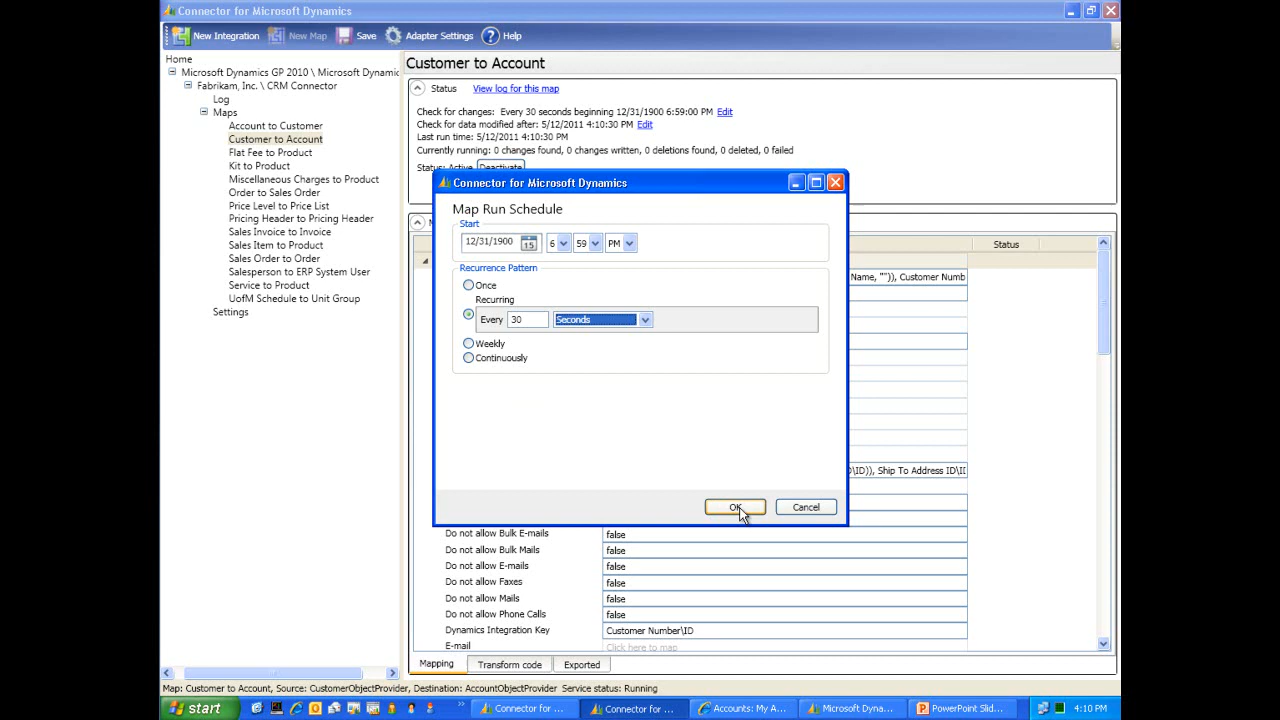 Connector for Microsoft Dynamics
New Integration New Map Save Adapter Settings Help
Home
Microsoft Dynamics GP 2010 \ Microsoft Dynamic
Fabrikam, Inc. \ CRM Connector
Log
Maps
Account to Customer
Customer to Account
Flat Fee to Product
Kit to Product
Miscellaneous Charges to Product
Order to Sales Order
Price Level to Price List
Pricing Header to Pricing Header
Sales Invoice to Invoice
Sales Item to Product
Sales Order to Order
Salesperson to ERP System User
Service to Product
UofM Schedule to Unit Group
Settings
Customer to Account
Status View log for this map
Check for changes: Every 30 seconds beginning 12/31/1900 6:59:00 PM Edit
Check for data modified after: 5/12/2011 4:10:30 PM Edit
Last run time: 5/12/2011 4:10:30 PM
Currently running: 0 changes found, 0 changes written, 0 deletions found, 0 deleted, 0 failed
Status: Active Deactivate
Status
Name, "")), Customer Numb
D\ID)), Ship To Address ID\ID
Connector for Microsoft Dynamics
Map Run Schedule
Start
12/31/1900 15 6 59 PM
Recurrence Pattern
Once
Recurring
Every 30 Seconds
Weekly
Continuously
OK Cancel
Do not allow Bulk E-mails false
Do not allow Bulk Mails false
Do not allow E-mails false
Do not allow Faxes false
Do not allow Mails false
Do not allow Phone Calls false
Dynamics Integration Key Customer Number\ID
E-mail Click here to map
Mapping Transform code Exported
Map: Customer to Account, Source: CustomerObjectProvider, Destination: AccountObjectProvider Service status: Running
start Connector for ... Connector for ... Accounts: My A... Microsoft Dyna... PowerPoint Slid... 4:10 PM